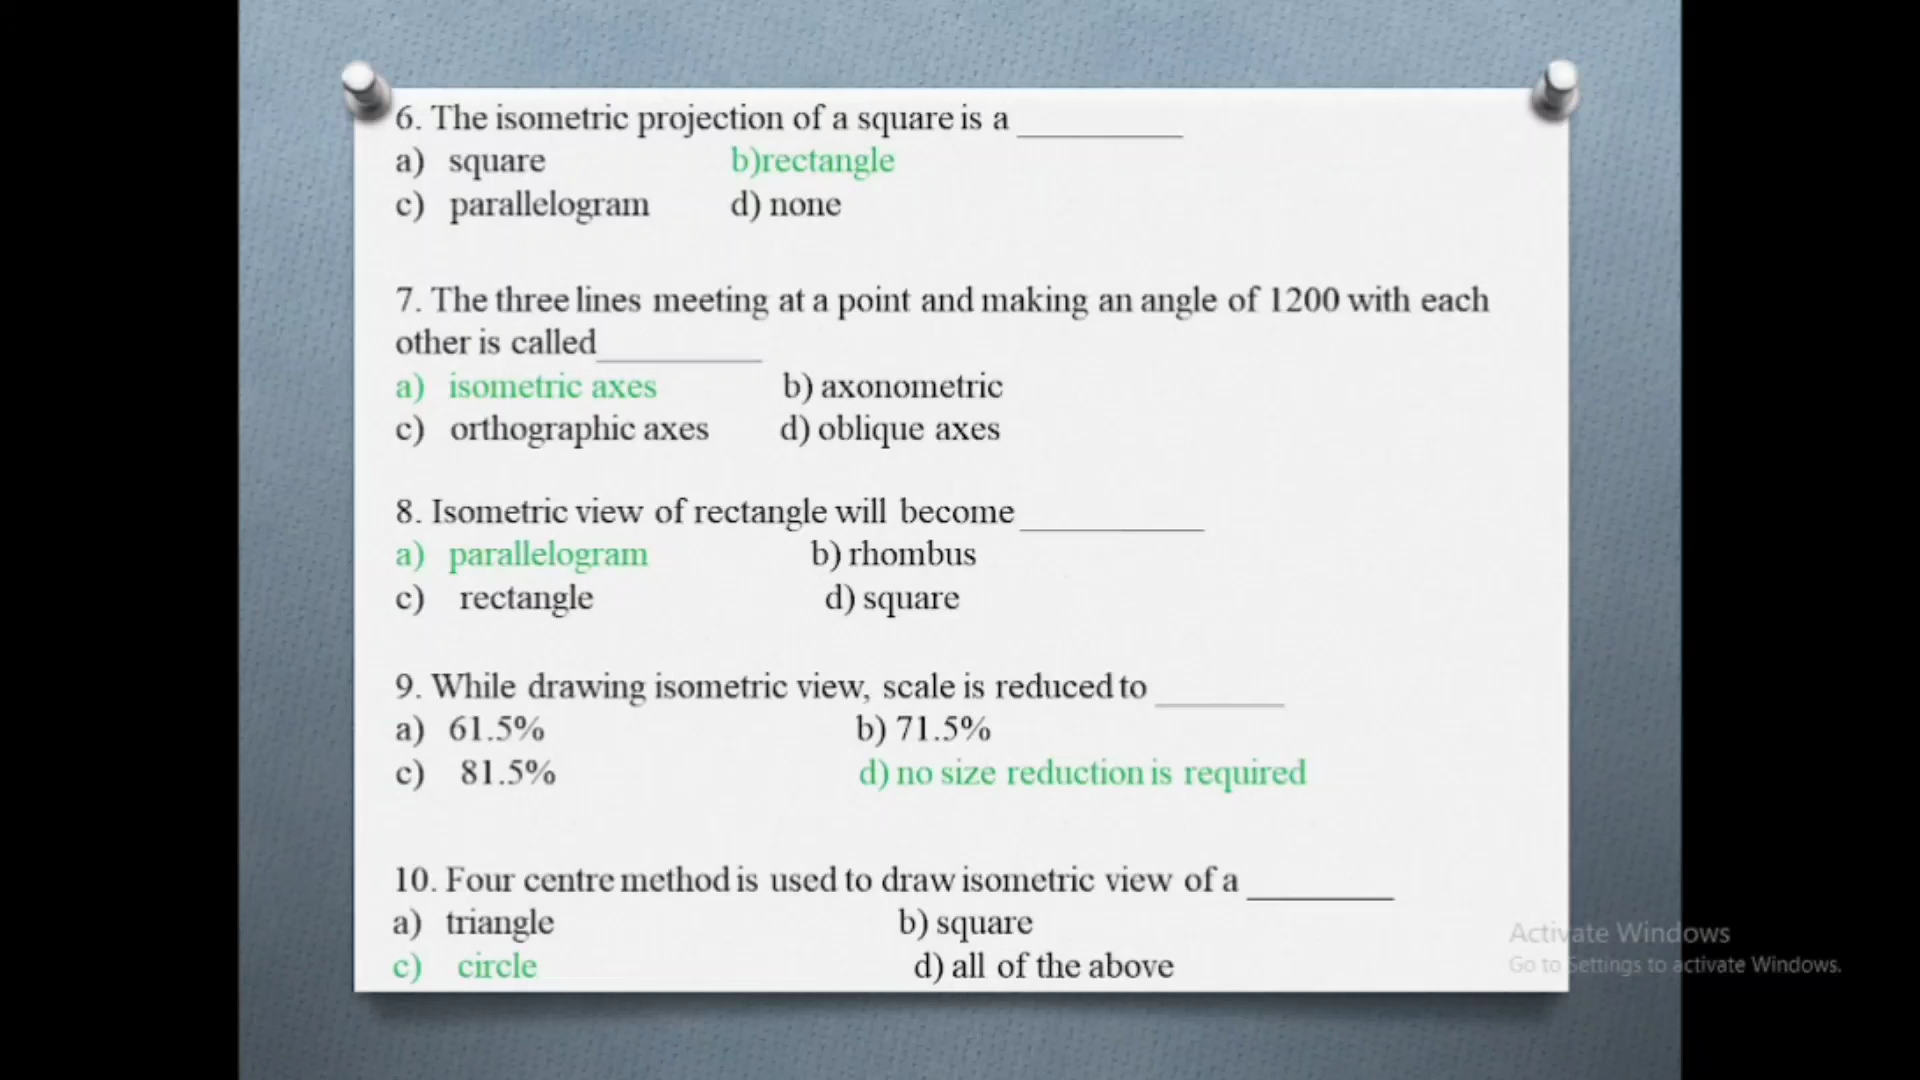 6. The isometric projection of a square is a __________
a) square b)rectangle
c) parallelogram d) none
7. The three lines meeting at a point and making an angle of 1200 with each
other is called__________
a) isometric axes b) axonometric
c) orthographic axes d) oblique axes
8. Isometric view of rectangle will become___________
a) parallelogram b) rhombus
c) rectangle d) square
9. While drawing isometric view, scale is reduced to ________
a) 61.5% b) 71.5%
c) 81.5% d) no size reduction is required
10. Four centre method is used to draw isometric view of a _________
a) triangle b) square
c) circle d) all of the above
Activate Windows
Go to Settings to activate Windows.